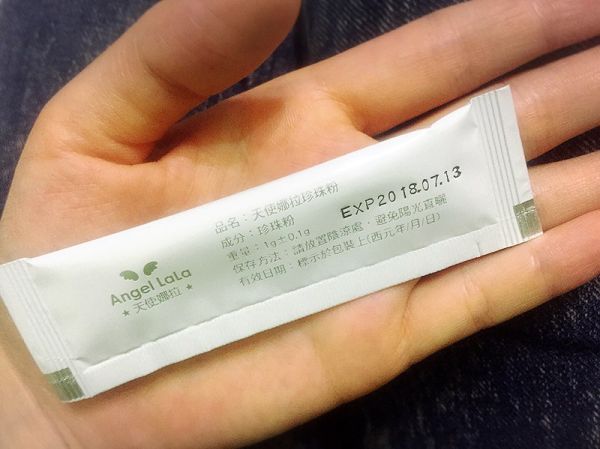 品名：天使娜拉珍珠粉
成分：珍珠粉
重量：1g±0.1g
保存方法：請放置陰涼處，避免陽光直曬
有效日期：標示於包裝上(西元年/月/日)
EXP2018.07.13
Angel LaLa
★天使娜拉★